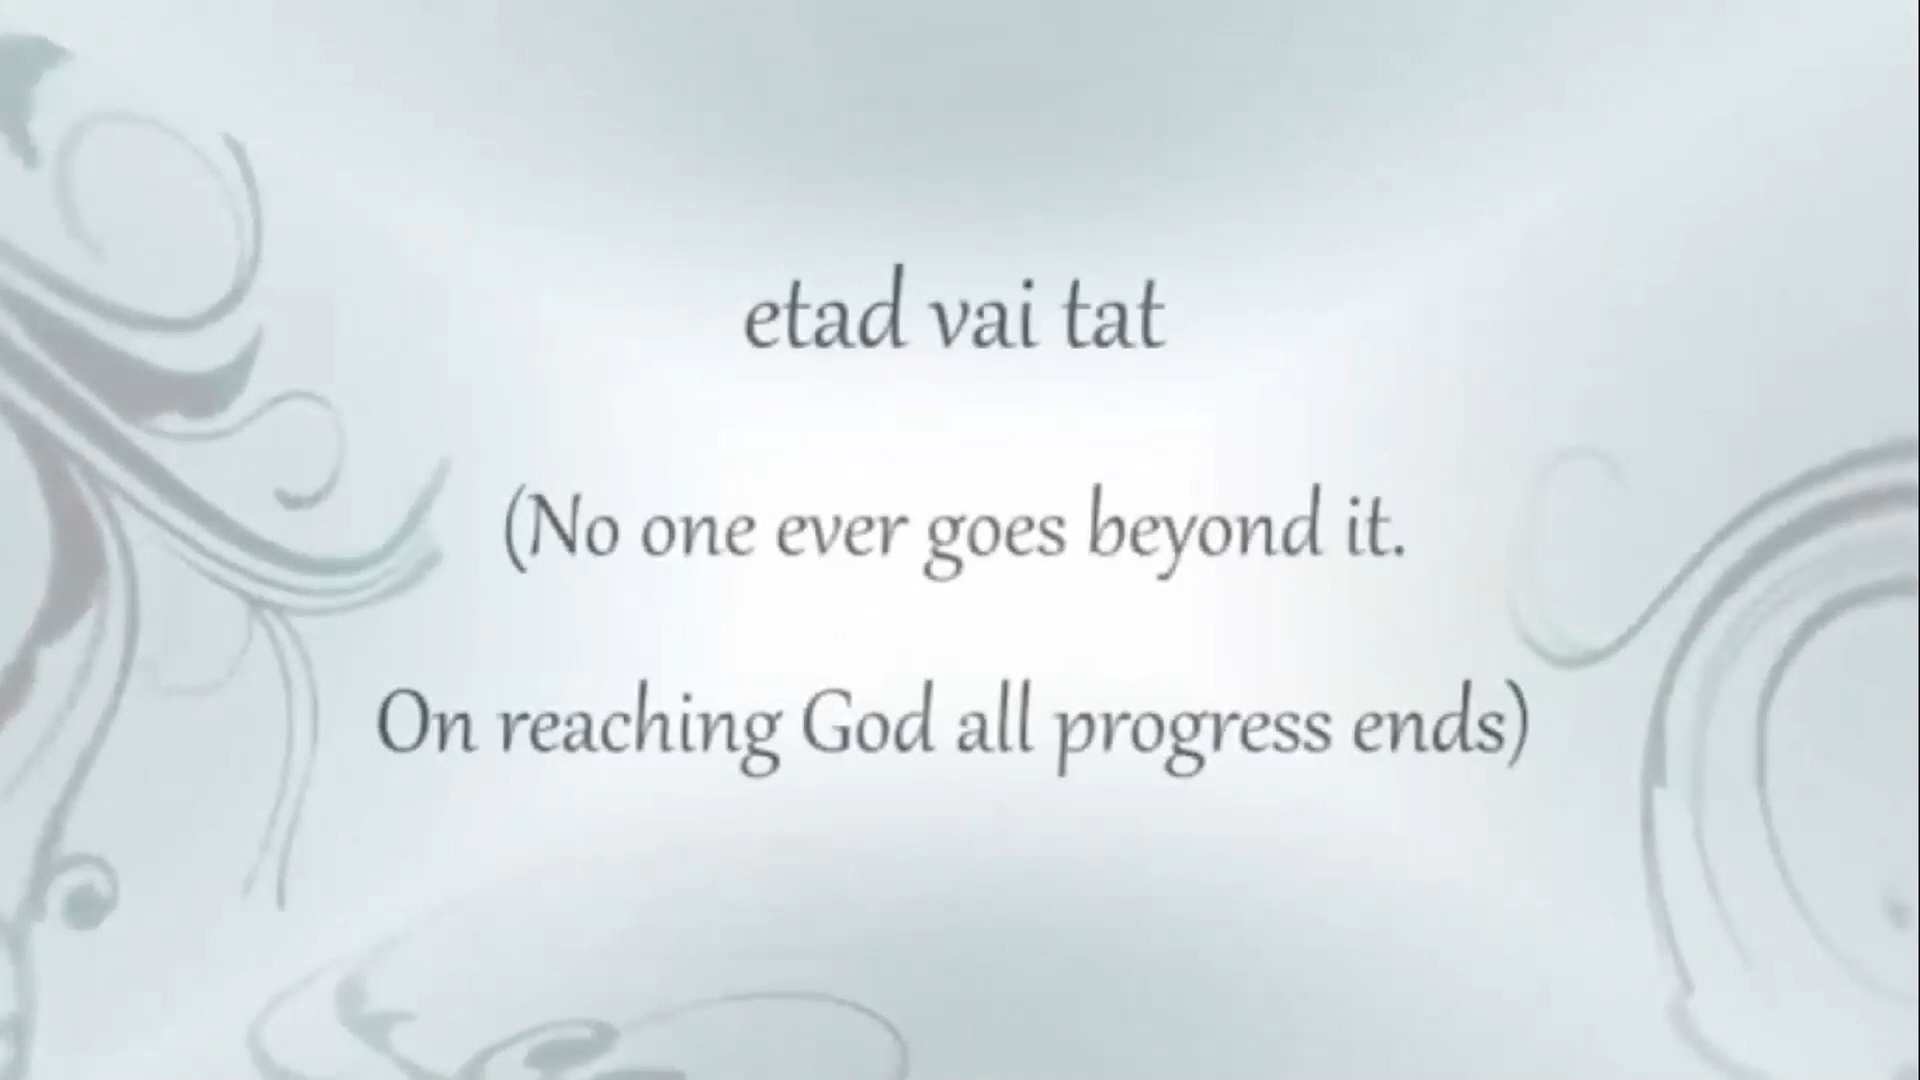 etad vai tat
(No one ever goes beyond it.
On reaching God all progress ends)